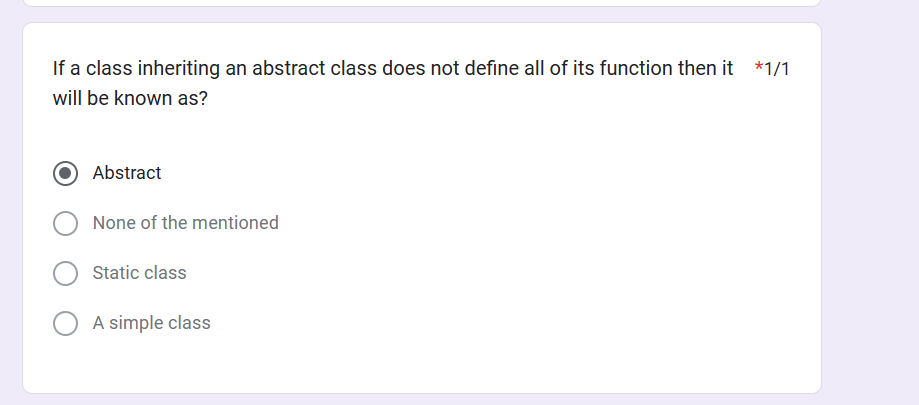 If a class inheriting an abstract class does not define all of its function then it *1/1
will be known as?
Abstract
None of the mentioned
Static class
A simple class